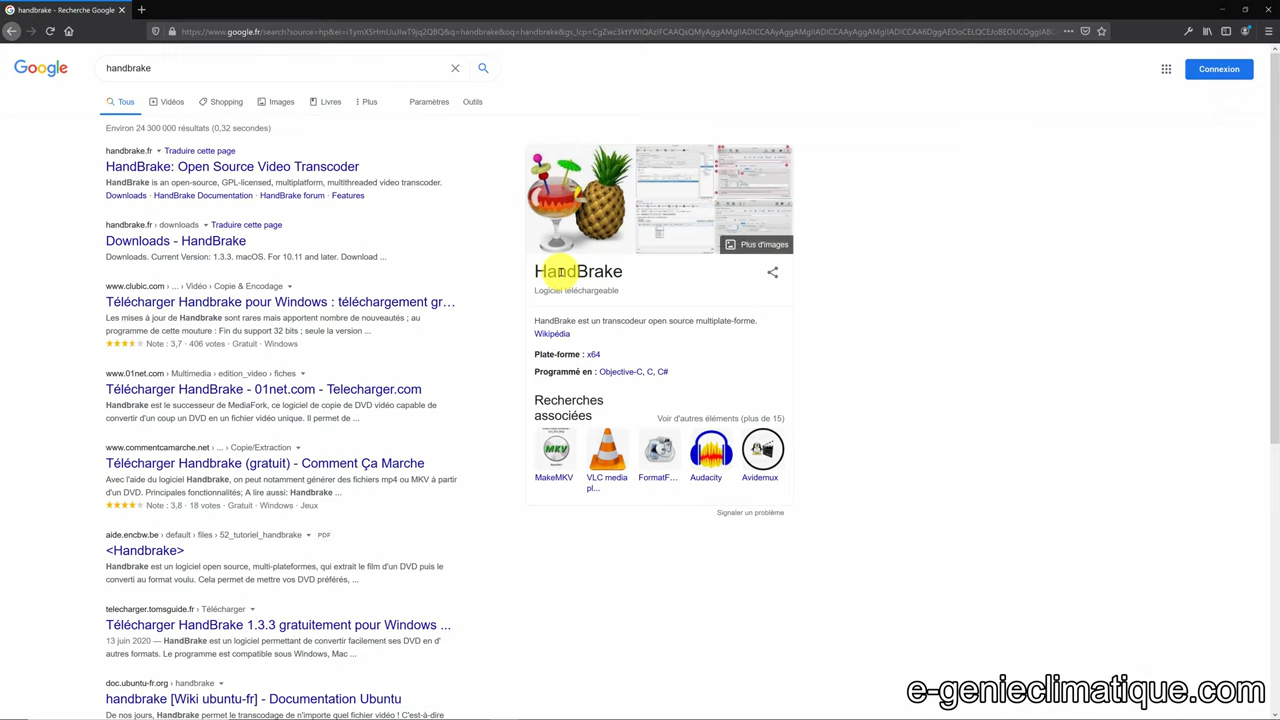 handbrake - Recherche Google
https://www.google.fr/search?source=hp&ei=
Google
handbrake
Connexion
Tous
Vidéos
Shopping
Images
Livres
Plus
Paramètres
Outils
Environ 24 300 000 résultats (0,32 secondes)
handbrake.fr Traduire cette page
HandBrake: Open Source Video Transcoder
HandBrake is an open-source, GPL-licensed, multiplatform, multithreaded video transcoder.
Downloads · HandBrake Documentation · HandBrake forum · Features
handbrake.fr › downloads Traduire cette page
Downloads - HandBrake
Downloads. Current Version: 1.3.3. macOS. For 10.11 and later. Download ...
www.clubic.com › ... › Vidéo › Copie & Encodage
Télécharger Handbrake pour Windows : téléchargement gr…
Les mises à jour de Handbrake sont rares mais apportent nombre de nouveautés ; au
programme de cette mouture : Fin du support 32 bits ; seule la version ...
Note : 3,7 · 406 votes · Gratuit · Windows
www.01net.com › Multimedia › edition_video › fiches
Télécharger HandBrake - 01net.com - Telecharger.com
Handbrake est le successeur de MediaFork, ce logiciel de copie de DVD vidéo capable de
convertir d'un coup un DVD en un fichier vidéo unique. Il permet de ...
www.commentcamarche.net › ... › Copie/Extraction
Télécharger Handbrake (gratuit) - Comment Ça Marche
Avec l'aide du logiciel Handbrake, on peut notamment générer des fichiers mp4 ou MKV à partir
d'un DVD. Principales fonctionnalités; A lire aussi: Handbrake ...
Note : 3,8 · 18 votes · Gratuit · Windows · Jeux
aide.encbw.be › default › files › 52_tutoriel_handbrake PDF
<Handbrake>
Handbrake est un logiciel open source, multi-plateformes, qui extrait le film d'un DVD puis le
converti au format voulu. Cela permet de mettre vos DVD préférés, ...
telecharger.tomsguide.fr › Télécharger
Télécharger HandBrake 1.3.3 gratuitement pour Windows ...
13 juin 2020 — HandBrake est un logiciel permettant de convertir facilement ses DVD en d'
autres formats. Le programme est compatible sous Windows, Mac ...
doc.ubuntu-fr.org › handbrake
handbrake [Wiki ubuntu-fr] - Documentation Ubuntu
De nos jours, Handbrake permet le transcodage de n'importe quel fichier vidéo ! C'est-à-dire
Plus d'images
HandBrake
Logiciel téléchargeable
HandBrake est un transcodeur open source multiplate-forme.
Wikipédia
Plate-forme : x64
Programmé en : Objective-C, C, C#
Recherches
associées
Voir d'autres éléments (plus de 15)
MKV
MakeMKV
VLC media
pl...
FormatF…
Audacity
Avidemux
Signaler un problème
e-genieclimatique.com